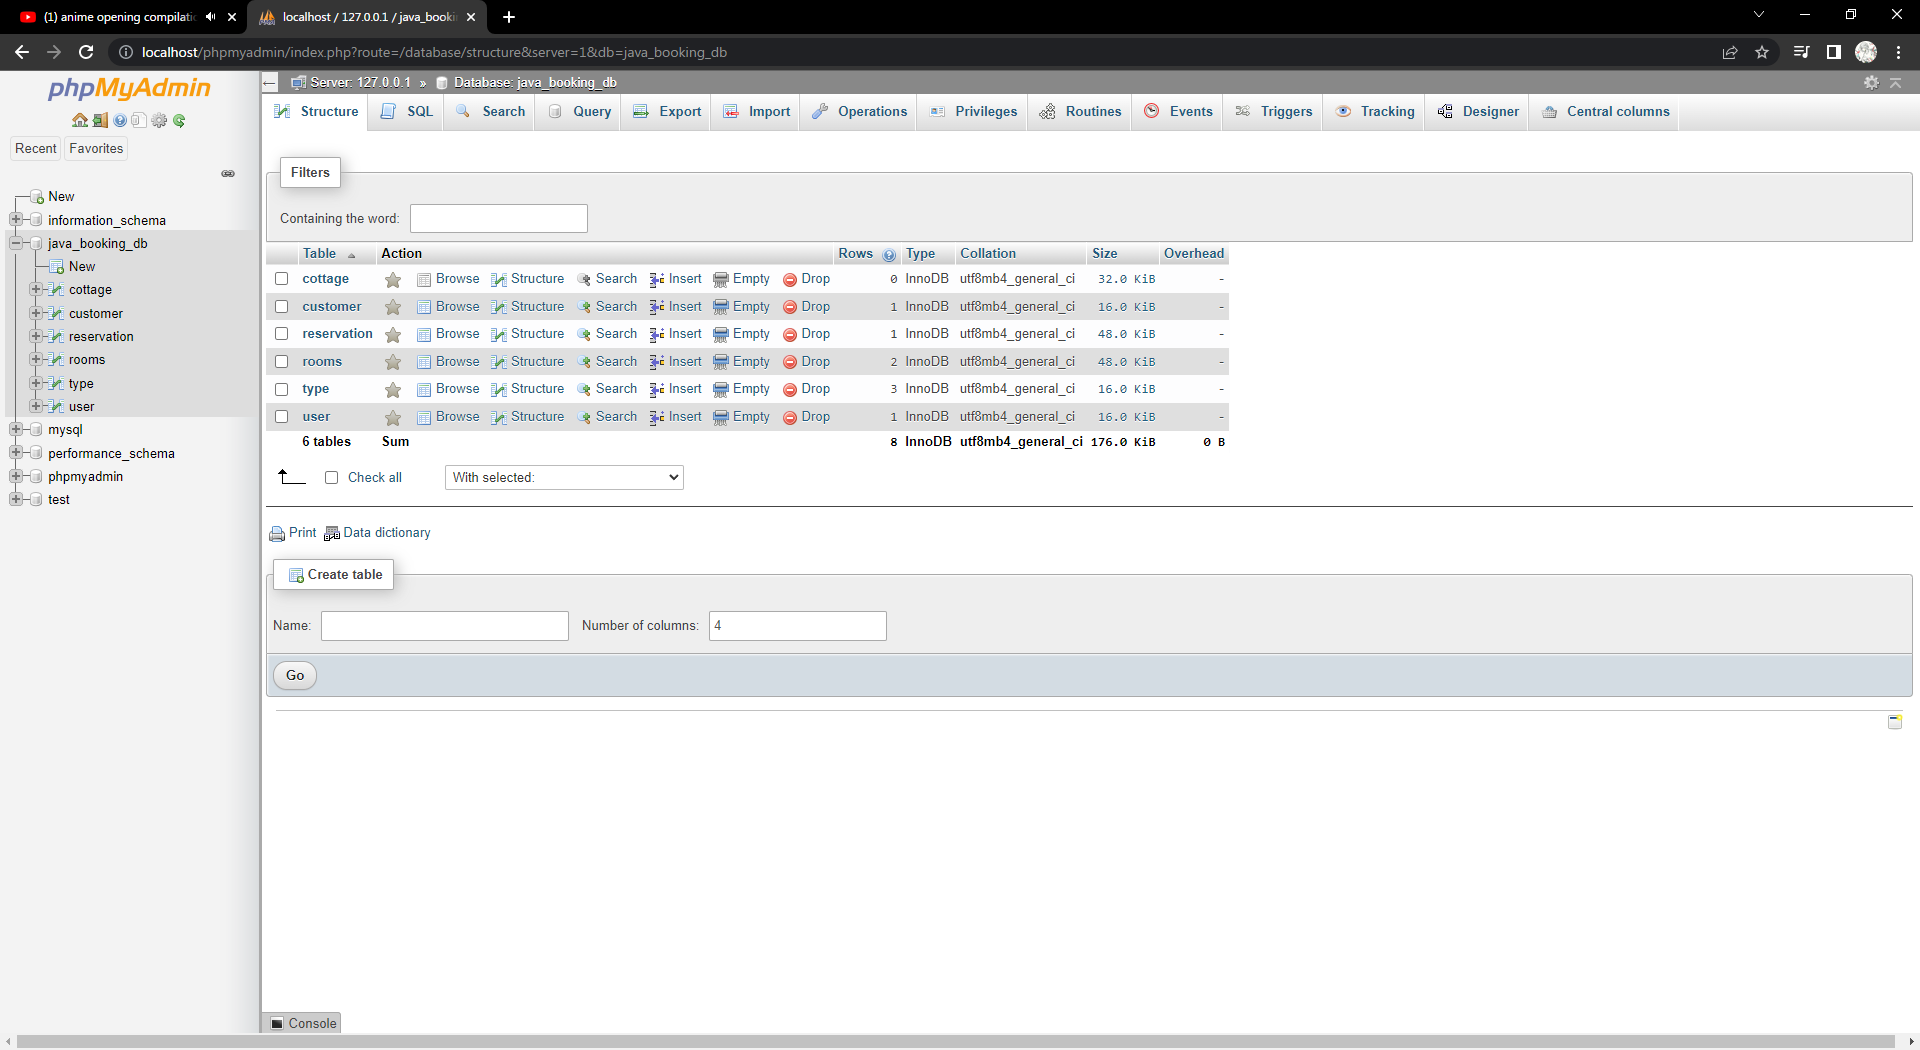 (1) anime opening compilati
localhost / 127.0.0.1 / java_booki
localhost/phpmyadmin/index.php?route=/database/structure&server=1&db=java_booking_db
phpMyAdmin
Recent Favorites
New
information_schema
java_booking_db
New
cottage
customer
reservation
rooms
type
user
mysql
performance_schema
phpmyadmin
test
Server: 127.0.0.1 » Database: java_booking_db
Structure SQL Search Query Export Import Operations Privileges Routines Events Triggers Tracking Designer Central columns
Filters
Containing the word:
Table Action Rows Type Collation Size Overhead
cottage Browse Structure Search Insert Empty Drop 0 InnoDB utf8mb4_general_ci 32.0 KiB -
customer Browse Structure Search Insert Empty Drop 1 InnoDB utf8mb4_general_ci 16.0 KiB -
reservation Browse Structure Search Insert Empty Drop 1 InnoDB utf8mb4_general_ci 48.0 KiB -
rooms Browse Structure Search Insert Empty Drop 2 InnoDB utf8mb4_general_ci 48.0 KiB -
type Browse Structure Search Insert Empty Drop 3 InnoDB utf8mb4_general_ci 16.0 KiB -
user Browse Structure Search Insert Empty Drop 1 InnoDB utf8mb4_general_ci 16.0 KiB -
6 tables Sum 8 InnoDB utf8mb4_general_ci 176.0 KiB 0 B
Check all With selected:
Print Data dictionary
Create table
Name: Number of columns: 4
Go
Console